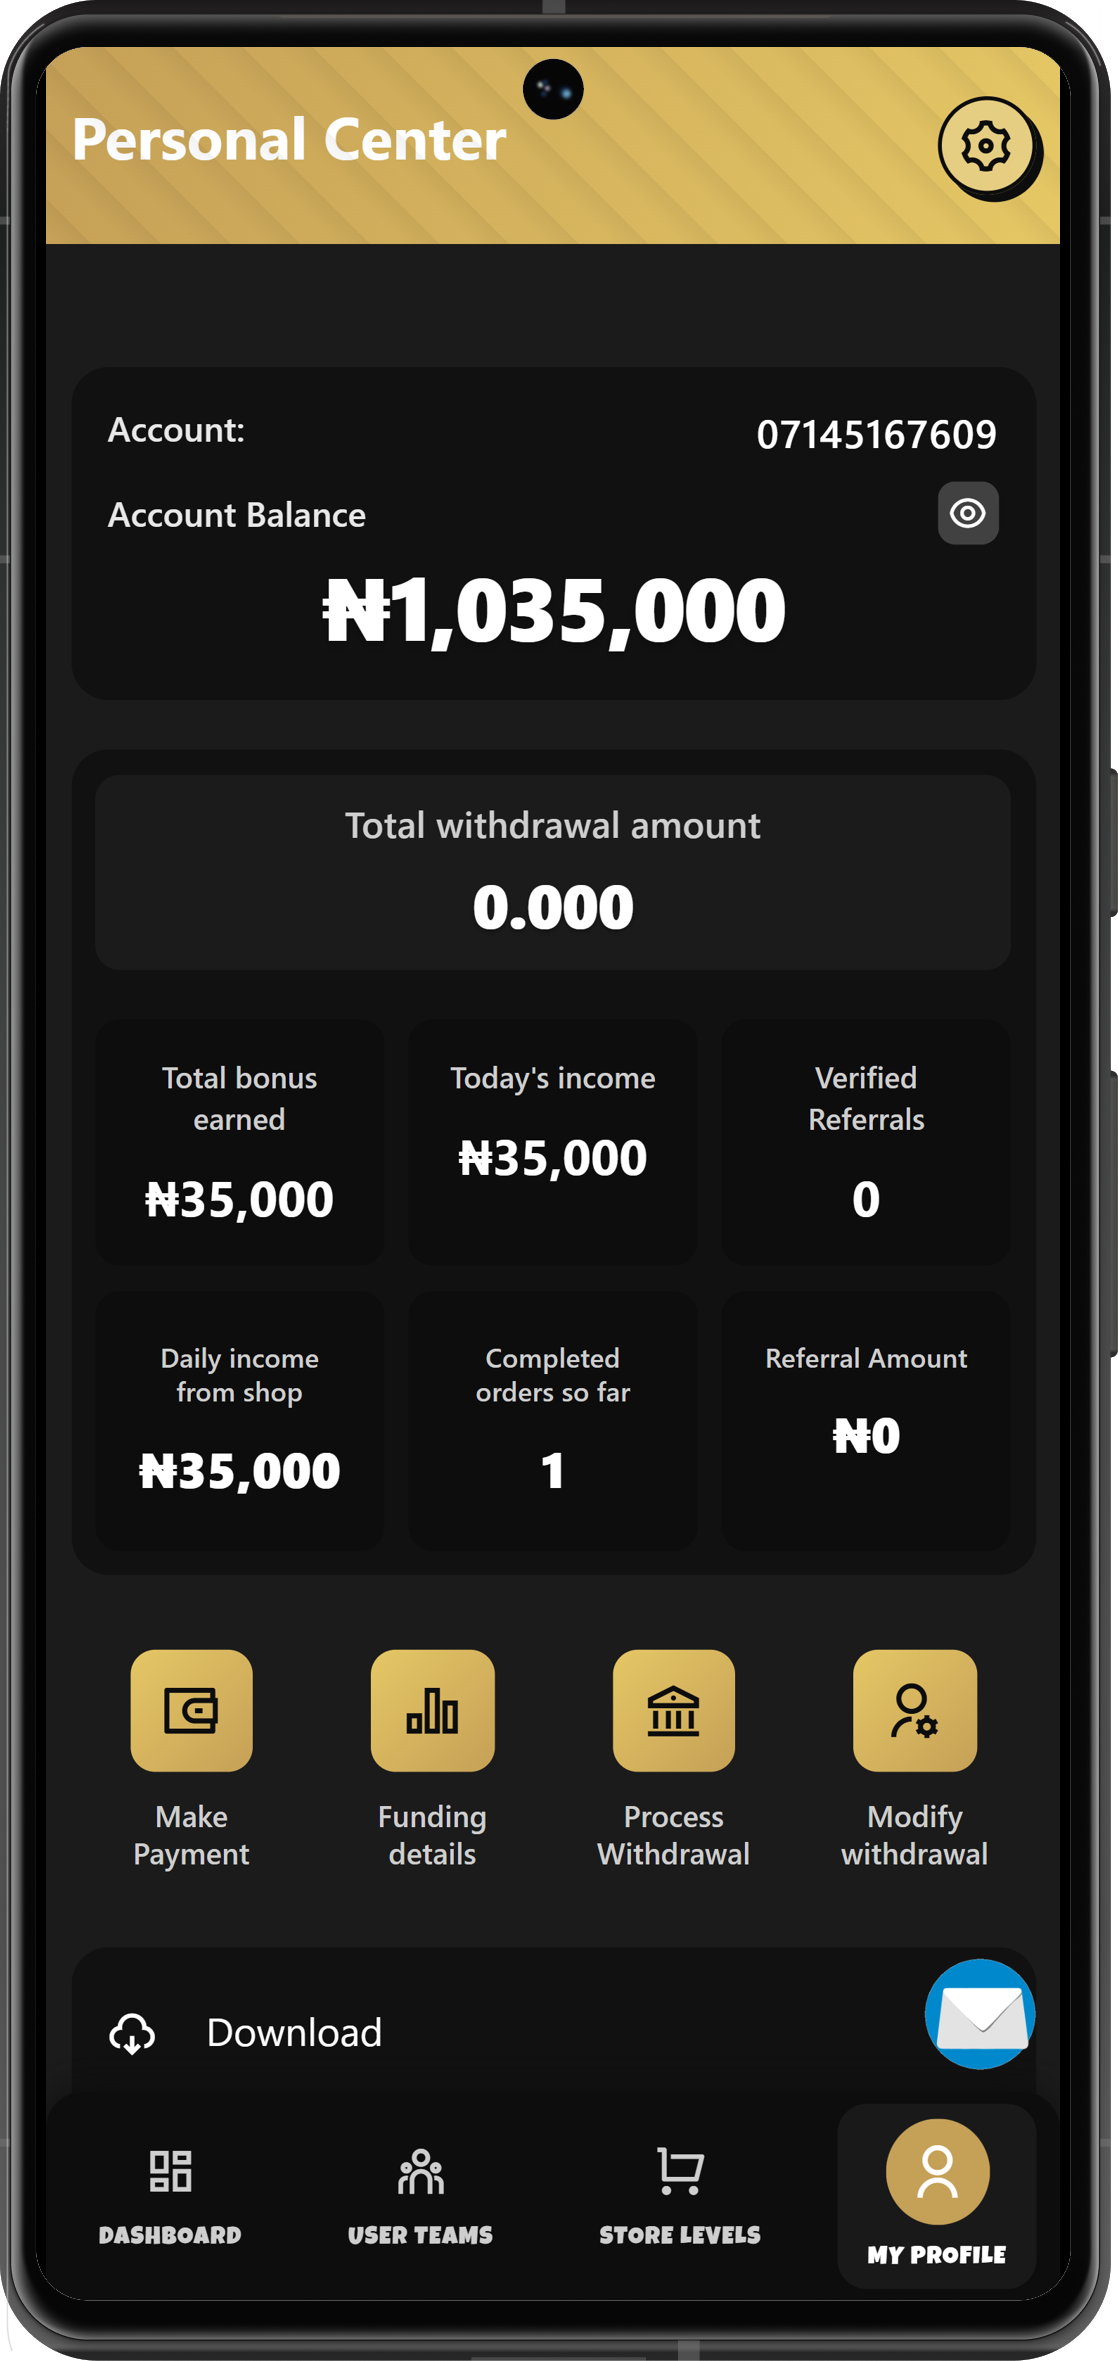 Personal Center
Account:
07145167609
Account Balance
₦1,035,000
Total withdrawal amount
0.000
Total bonus
earned
₦35,000
Today's income
₦35,000
Verified
Referrals
0
Daily income
from shop
₦35,000
Completed
orders so far
1
Referral Amount
₦0
Make
Payment
Funding
details
Process
Withdrawal
Modify
withdrawal
Download
DASHBOARD
USER TEAMS
STORE LEVELS
MY PROFILE